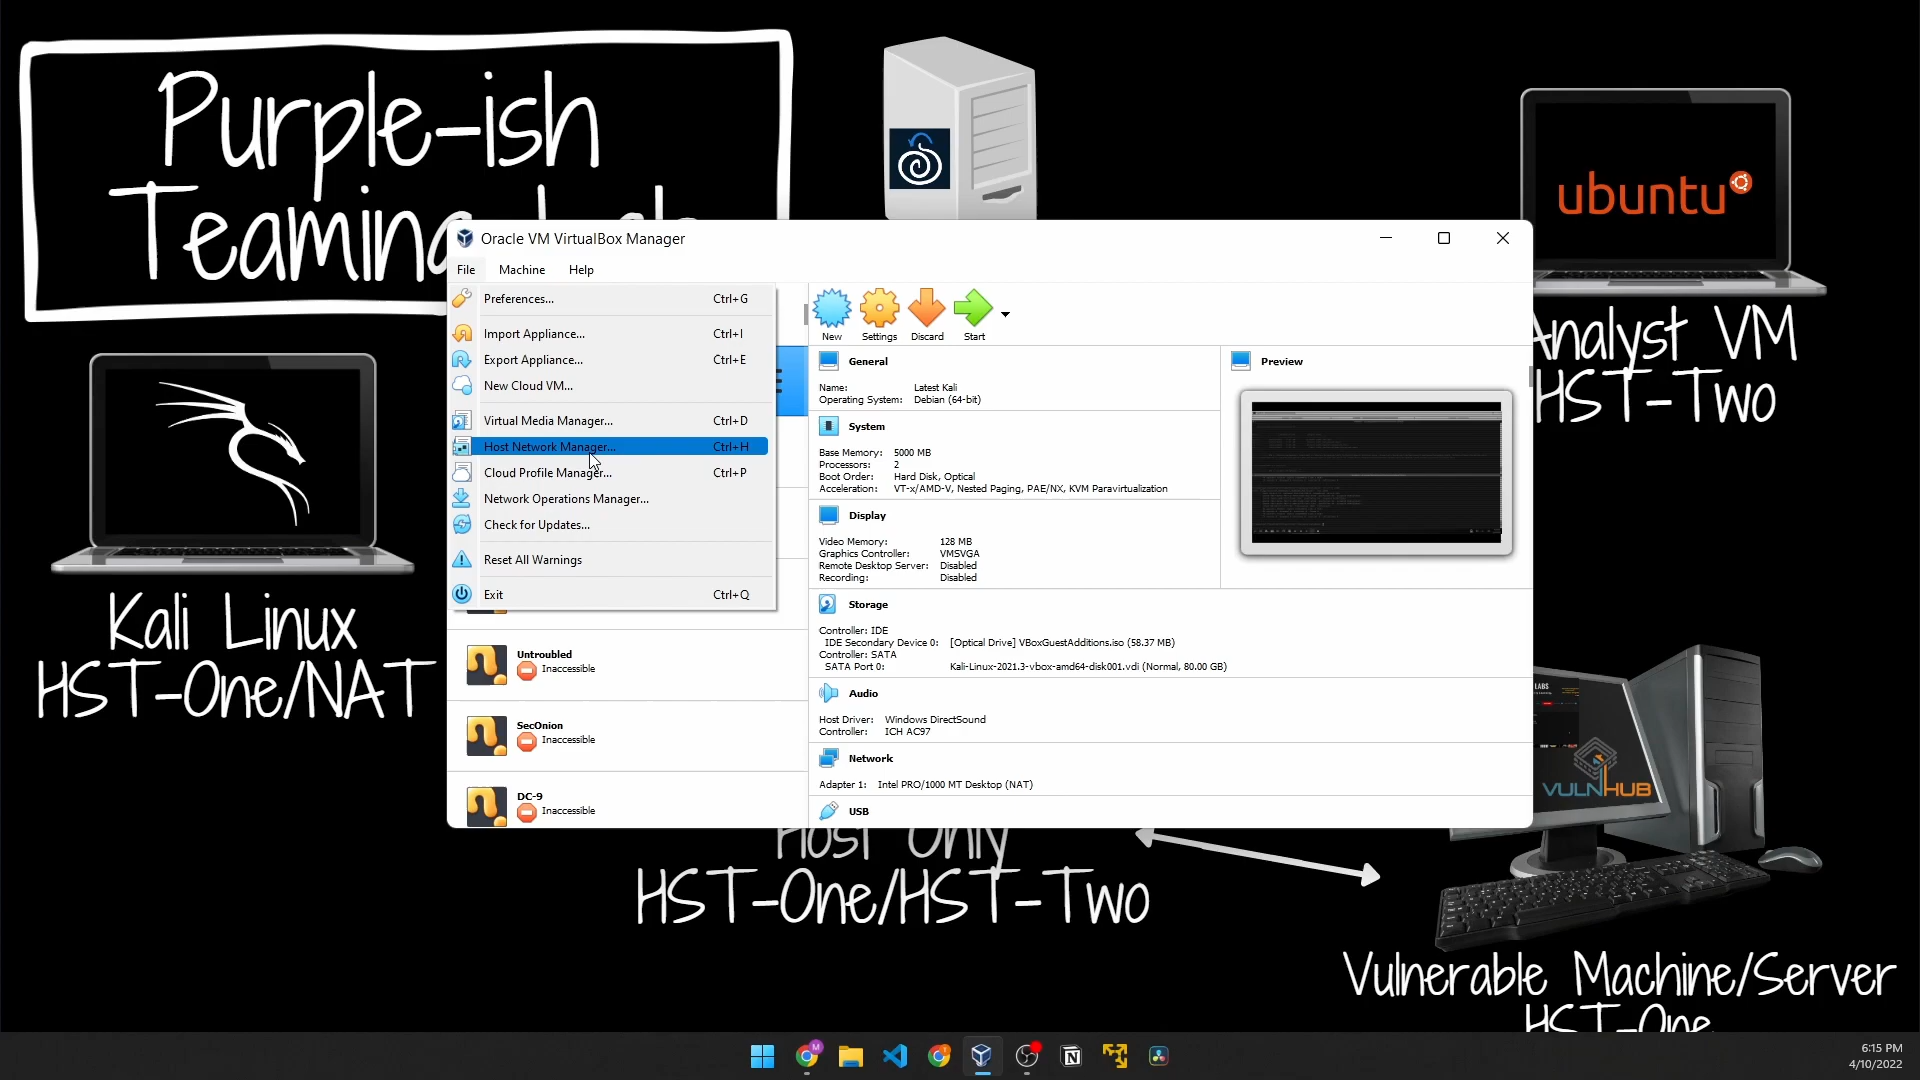 Purple-ish
Teaming
ubuntu
Analyst VM
HST-Two
Kali Linux
HST-One/NAT
Oracle VM VirtualBox Manager
File Machine Help
Preferences... Ctrl+G
Import Appliance... Ctrl+I
Export Appliance... Ctrl+E
New Cloud VM...
Virtual Media Manager... Ctrl+D
Host Network Manager... Ctrl+H
Cloud Profile Manager... Ctrl+P
Network Operations Manager...
Check for Updates...
Reset All Warnings
Exit Ctrl+Q
Untroubled
Inaccessible
SecOnion
Inaccessible
DC-9
Inaccessible
New Settings Discard Start
General
Name: Latest Kali
Operating System: Debian (64-bit)
System
Base Memory: 5000 MB
Processors: 2
Boot Order: Hard Disk, Optical
Acceleration: VT-x/AMD-V, Nested Paging, PAE/NX, KVM Paravirtualization
Display
Video Memory: 128 MB
Graphics Controller: VMSVGA
Remote Desktop Server: Disabled
Recording: Disabled
Storage
Controller: IDE
IDE Secondary Device 0: [Optical Drive] VBoxGuestAdditions.iso (58.37 MB)
Controller: SATA
SATA Port 0: Kali-Linux-2021.3-vbox-amd64-disk001.vdi (Normal, 80.00 GB)
Audio
Host Driver: Windows DirectSound
Controller: ICH AC97
Network
Adapter 1: Intel PRO/1000 MT Desktop (NAT)
USB
Preview
Host Only
HST-One/HST-Two
LABS
VULNHUB
Vulnerable Machine/Server
HST-One
6:15 PM
4/10/2022